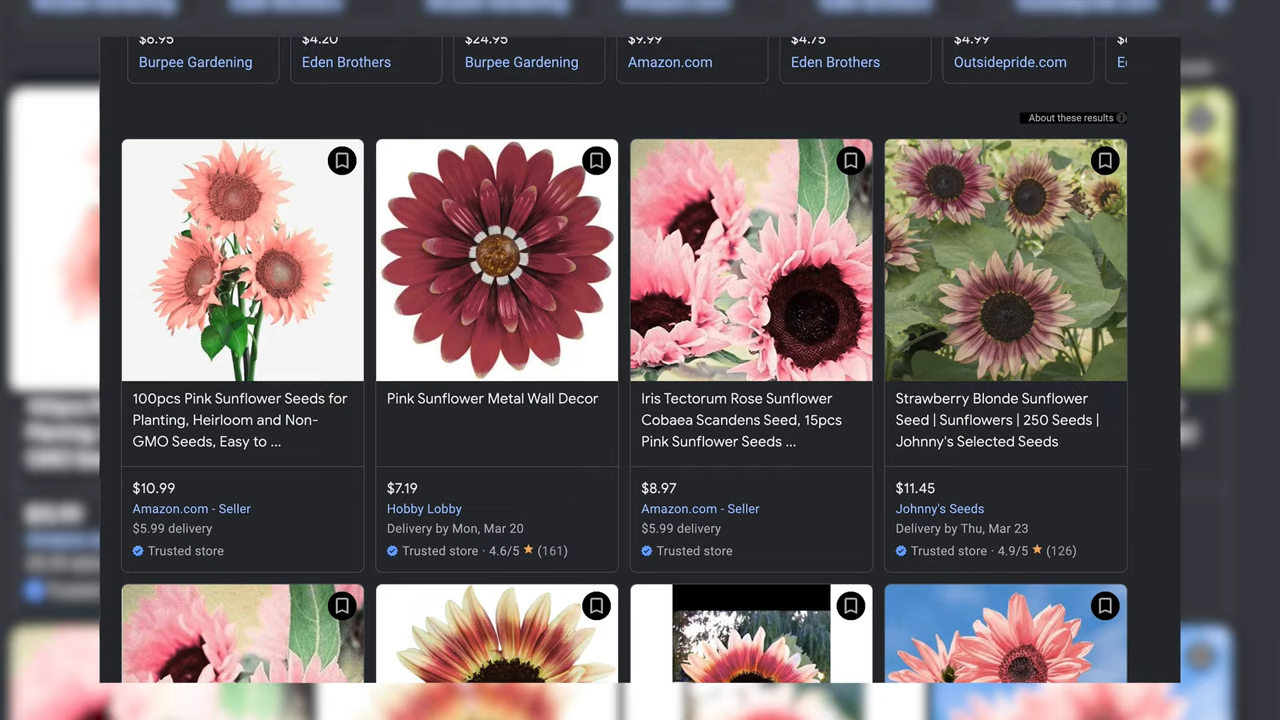 $6.95 $4.20 $24.95 $9.99 $4.75 $4.99
Burpee Gardening Eden Brothers Burpee Gardening Amazon.com Eden Brothers Outsidepride.com
About these results
100pcs Pink Sunflower Seeds for
Planting, Heirloom and Non-
GMO Seeds, Easy to ...
$10.99
Amazon.com - Seller
$5.99 delivery
Trusted store
Pink Sunflower Metal Wall Decor
$7.19
Hobby Lobby
Delivery by Mon, Mar 20
Trusted store · 4.6/5 ★ (161)
Iris Tectorum Rose Sunflower
Cobaea Scandens Seed, 15pcs
Pink Sunflower Seeds ...
$8.97
Amazon.com - Seller
$5.99 delivery
Trusted store
Strawberry Blonde Sunflower
Seed | Sunflowers | 250 Seeds |
Johnny's Selected Seeds
$11.45
Johnny's Seeds
Delivery by Thu, Mar 23
Trusted store · 4.9/5 ★ (126)